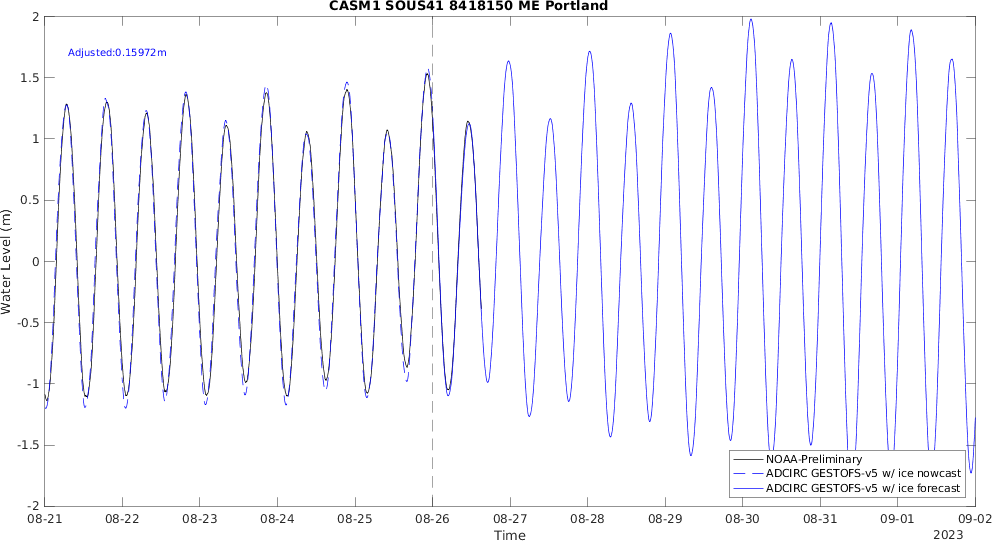 CASM1 SOUS41 8418150 ME Portland
Adjusted:0.15972m
2
1.5
1
0.5
0
-0.5
-1
-1.5
-2
Water Level (m)
NOAA-Preliminary
ADCIRC GESTOFS-v5 w/ ice nowcast
ADCIRC GESTOFS-v5 w/ ice forecast
08-21 08-22 08-23 08-24 08-25 08-26 08-27 08-28 08-29 08-30 08-31 09-01 09-02
Time
2023